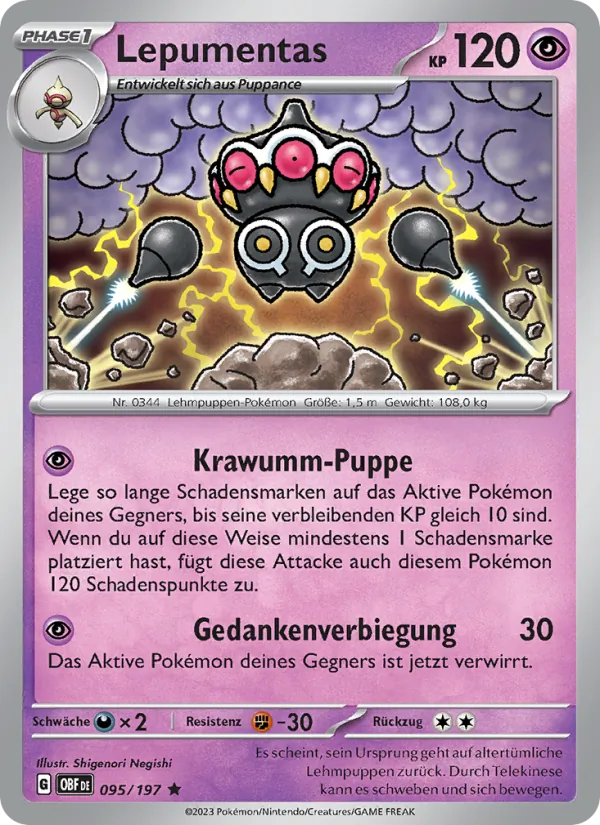 PHASE 1
Lepumentas
KP 120
Entwickelt sich aus Puppance
Nr. 0344 Lehmpuppen-Pokémon Größe: 1,5 m Gewicht: 108,0 kg
Krawumm-Puppe
Lege so lange Schadensmarken auf das Aktive Pokémon
deines Gegners, bis seine verbleibenden KP gleich 10 sind.
Wenn du auf diese Weise mindestens 1 Schadensmarke
platziert hast, fügt diese Attacke auch diesem Pokémon
120 Schadenspunkte zu.
Gedankenverbiegung 30
Das Aktive Pokémon deines Gegners ist jetzt verwirrt.
Schwäche ×2 Resistenz -30 Rückzug
Illustr. Shigenori Negishi
G OBF DE 095/197 ★
Es scheint, sein Ursprung geht auf altertümliche
Lehmpuppen zurück. Durch Telekinese
kann es schweben und sich bewegen.
©2023 Pokémon/Nintendo/Creatures/GAME FREAK